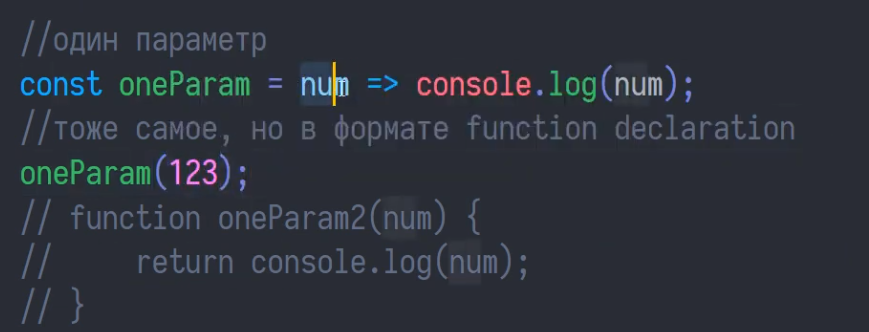 //один параметр
const oneParam = num => console.log(num);
//тоже самое, но в формате function declaration
oneParam(123);
// function oneParam2(num) {
//     return console.log(num);
// }